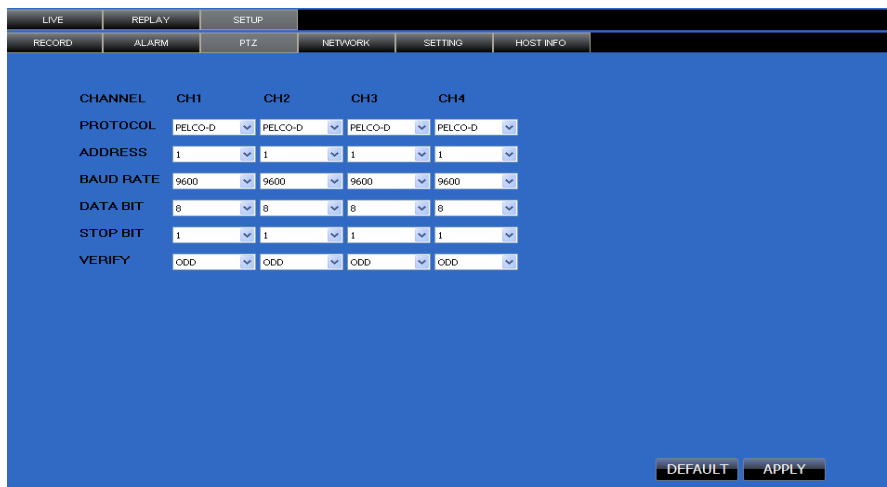 LIVE REPLAY SETUP
RECORD ALARM PTZ NETWORK SETTING HOST INFO
CHANNEL CH1 CH2 CH3 CH4
PROTOCOL PELCO-D PELCO-D PELCO-D PELCO-D
ADDRESS 1 1 1 1
BAUD RATE 9600 9600 9600 9600
DATA BIT 8 8 8 8
STOP BIT 1 1 1 1
VERIFY ODD ODD ODD ODD
DEFAULT APPLY